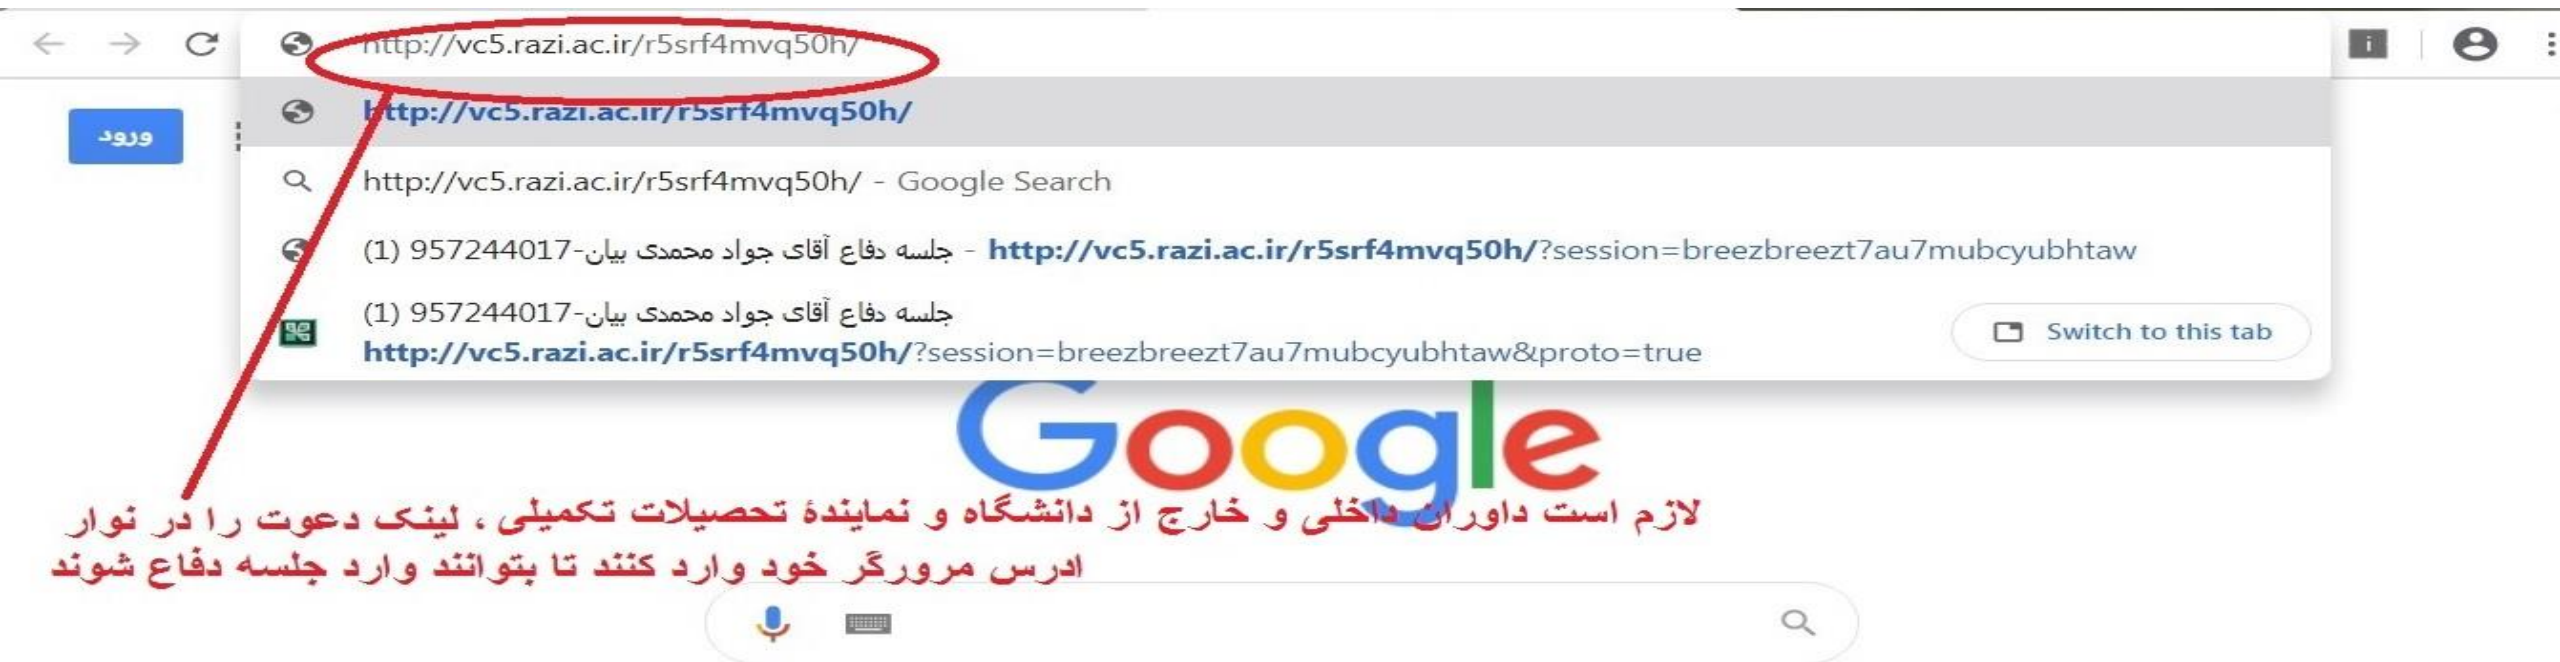 http://vc5.razi.ac.ir/r5srf4mvq50h/
http://vc5.razi.ac.ir/r5srf4mvq50h/
ورود
http://vc5.razi.ac.ir/r5srf4mvq50h/ - Google Search
جلسه دفاع آقای جواد محمدی بیان-957244017 (1) - http://vc5.razi.ac.ir/r5srf4mvq50h/?session=breezbreezt7au7mubcyubhtaw
جلسه دفاع آقای جواد محمدی بیان-957244017 (1)
http://vc5.razi.ac.ir/r5srf4mvq50h/?session=breezbreezt7au7mubcyubhtaw&proto=true
Switch to this tab
Google
لازم است داوران داخلی و خارج از دانشگاه و نمایندهٔ تحصیلات تکمیلی ، لینک دعوت را در نوار
ادرس مرورگر خود وارد کنند تا بتوانند وارد جلسه دفاع شوند